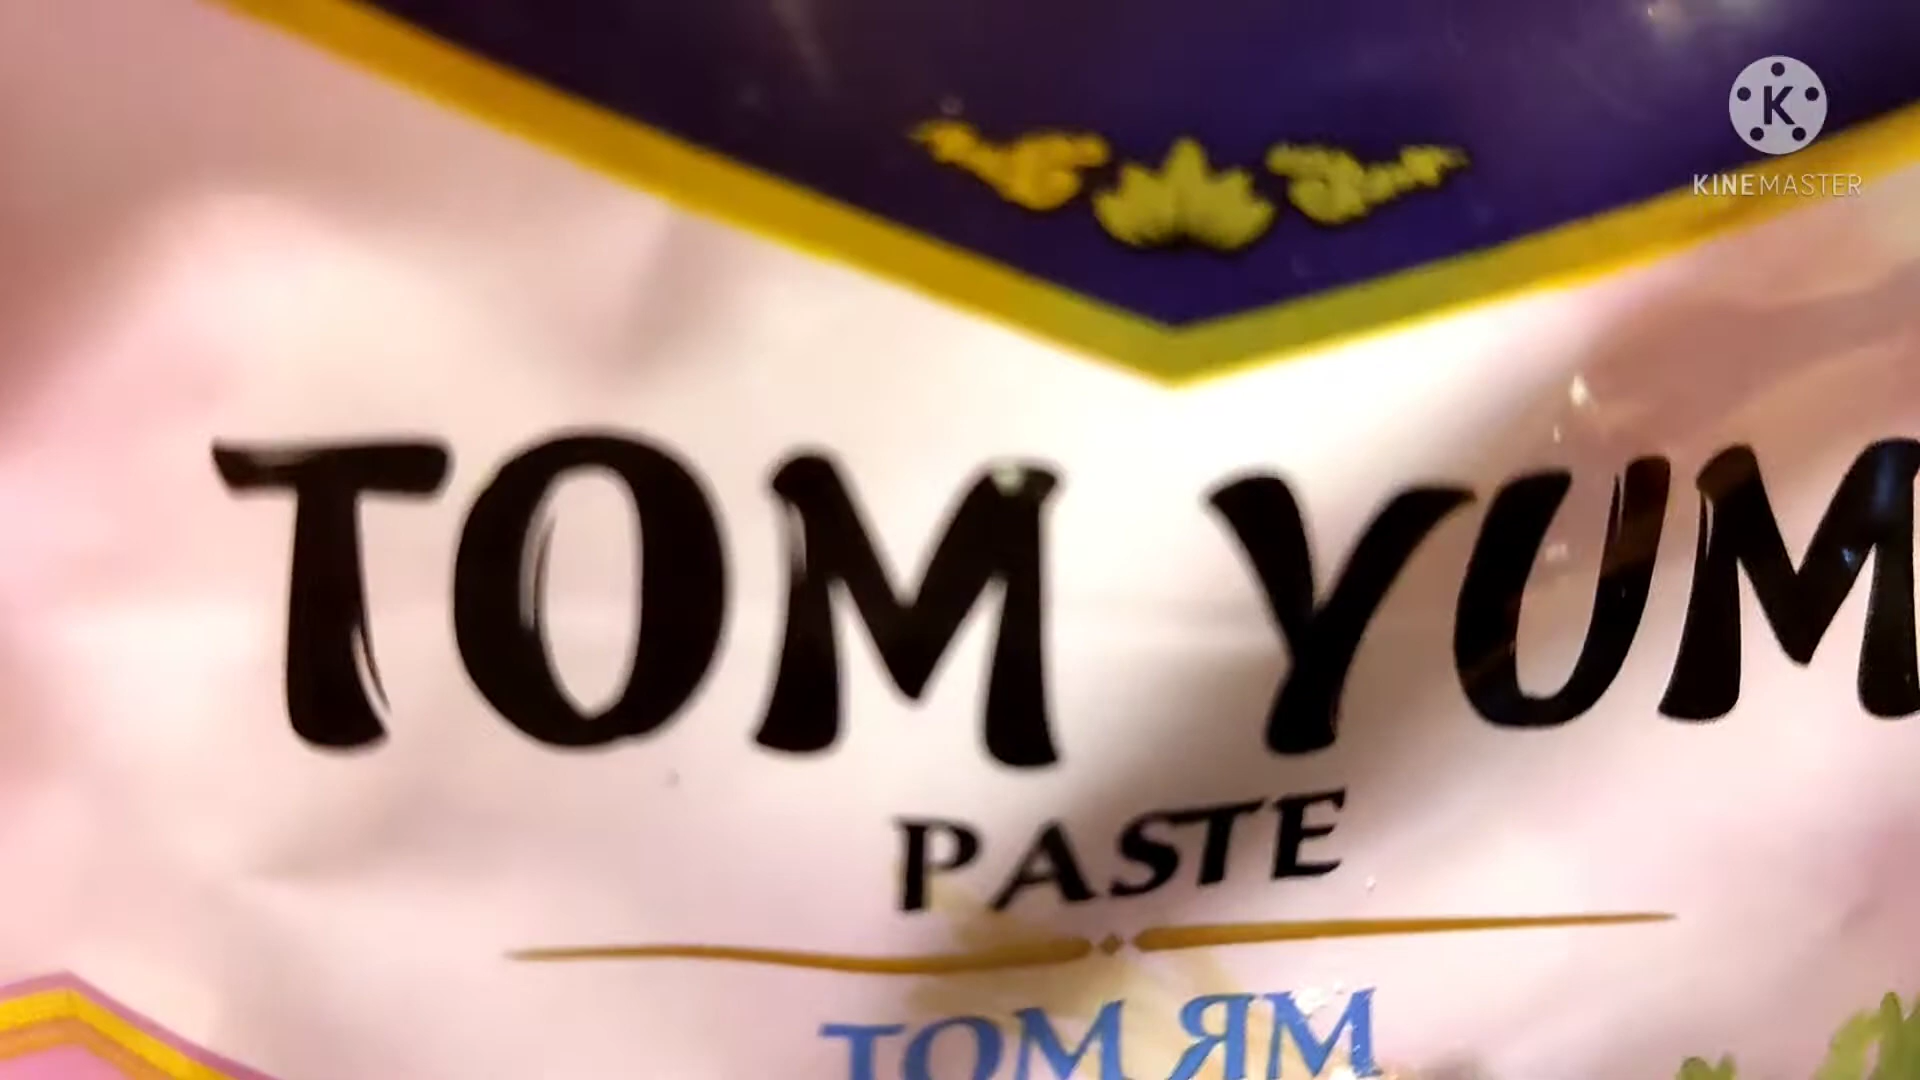 K
KINEMASTER
TOM YUM
PASTE
ТОМ ЯМ